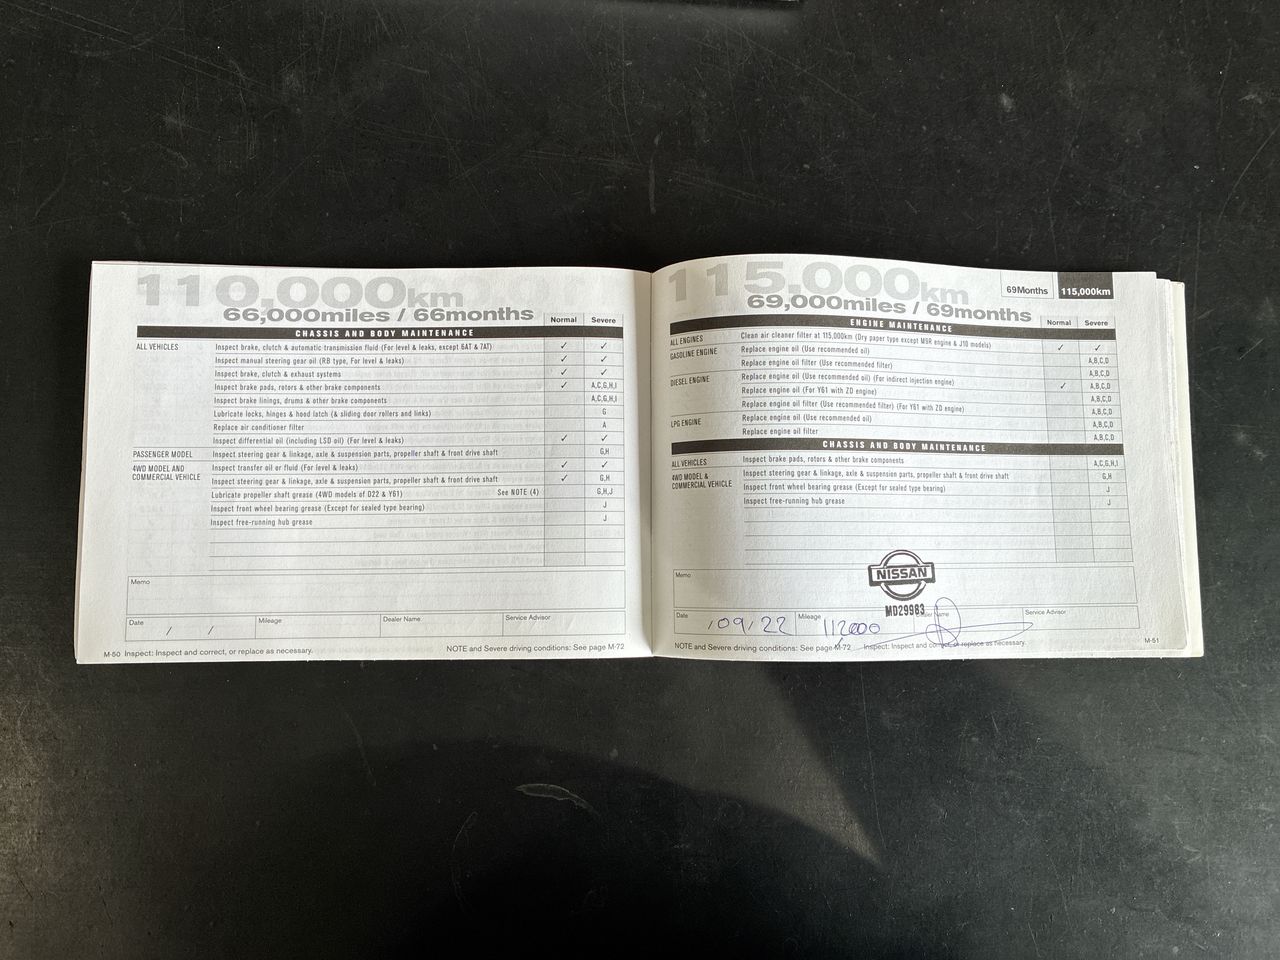 110,000km
66,000miles / 66months
Normal Severe
CHASSIS AND BODY MAINTENANCE
ALL VEHICLES Inspect brake, clutch & automatic transmission fluid (For level & leaks, except 6AT & 7AT) ✓ ✓
Inspect manual steering gear oil (RB type, For level & leaks) ✓ ✓
Inspect brake, clutch & exhaust systems ✓ ✓
Inspect brake pads, rotors & other brake components ✓ A,C,G,H,I
Inspect brake linings, drums & other brake components A,C,G,H,I
Lubricate locks, hinges & hood latch (& sliding door rollers and links) G
Replace air conditioner filter A
Inspect differential oil (including LSD oil) (For level & leaks) ✓ ✓
PASSENGER MODEL Inspect steering gear & linkage, axle & suspension parts, propeller shaft & front drive shaft G,H
4WD MODEL AND COMMERCIAL VEHICLE Inspect transfer oil or fluid (For level & leaks) ✓ ✓
Inspect steering gear & linkage, axle & suspension parts, propeller shaft & front drive shaft ✓ G,H
Lubricate propeller shaft grease (4WD models of D22 & Y61) See NOTE (4) G,H,J
Inspect front wheel bearing grease (Except for sealed type bearing) J
Inspect free-running hub grease J
Memo
Date / / Mileage Dealer Name Service Advisor
M-50 Inspect: Inspect and correct, or replace as necessary. NOTE and Severe driving conditions: See page M-72
115,000km
69,000miles / 69months
69Months 115,000km
Normal Severe
ENGINE MAINTENANCE
ALL ENGINES Clean air cleaner filter at 115,000km (Dry paper type except M9R engine & J10 models) ✓ ✓
GASOLINE ENGINE Replace engine oil (Use recommended oil) A,B,C,D
Replace engine oil filter (Use recommended filter) A,B,C,D
DIESEL ENGINE Replace engine oil (Use recommended oil) (For indirect injection engine) ✓ A,B,C,D
Replace engine oil (For Y61 with ZD engine) A,B,C,D
Replace engine oil filter (Use recommended filter) (For Y61 with ZD engine) A,B,C,D
LPG ENGINE Replace engine oil (Use recommended oil) A,B,C,D
Replace engine oil filter A,B,C,D
CHASSIS AND BODY MAINTENANCE
ALL VEHICLES Inspect brake pads, rotors & other brake components A,C,G,H,I
4WD MODEL & COMMERCIAL VEHICLE Inspect steering gear & linkage, axle & suspension parts, propeller shaft & front drive shaft G,H
Inspect front wheel bearing grease (Except for sealed type bearing) J
Inspect free-running hub grease J
Memo
NISSAN
MD29983
Date /09/22 Mileage 112000 Name Service Advisor
NOTE and Severe driving conditions: See page M-72 Inspect: Inspect and correct, or replace as necessary. M-51